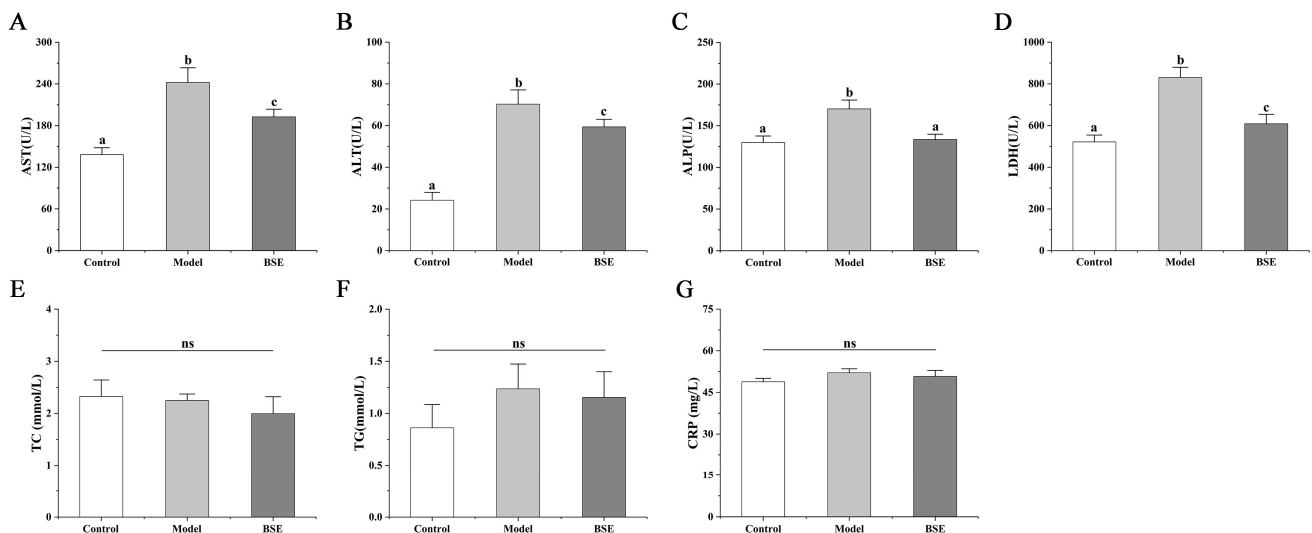 A
AST(U/L)
300
240
180
120
60
0
a
b
c
Control
Model
BSE
B
ALT(U/L)
100
80
60
40
20
0
a
b
c
Control
Model
BSE
C
ALP(U/L)
250
200
150
100
50
0
a
b
a
Control
Model
BSE
D
LDH(U/L)
1000
800
600
400
200
0
a
b
c
Control
Model
BSE
E
TC (mmol/L)
4
3
2
1
0
ns
Control
Model
BSE
F
TG(mmol/L)
2.0
1.5
1.0
0.5
0.0
ns
Control
Model
BSE
G
CRP (mg/L)
75
60
45
30
15
0
ns
Control
Model
BSE